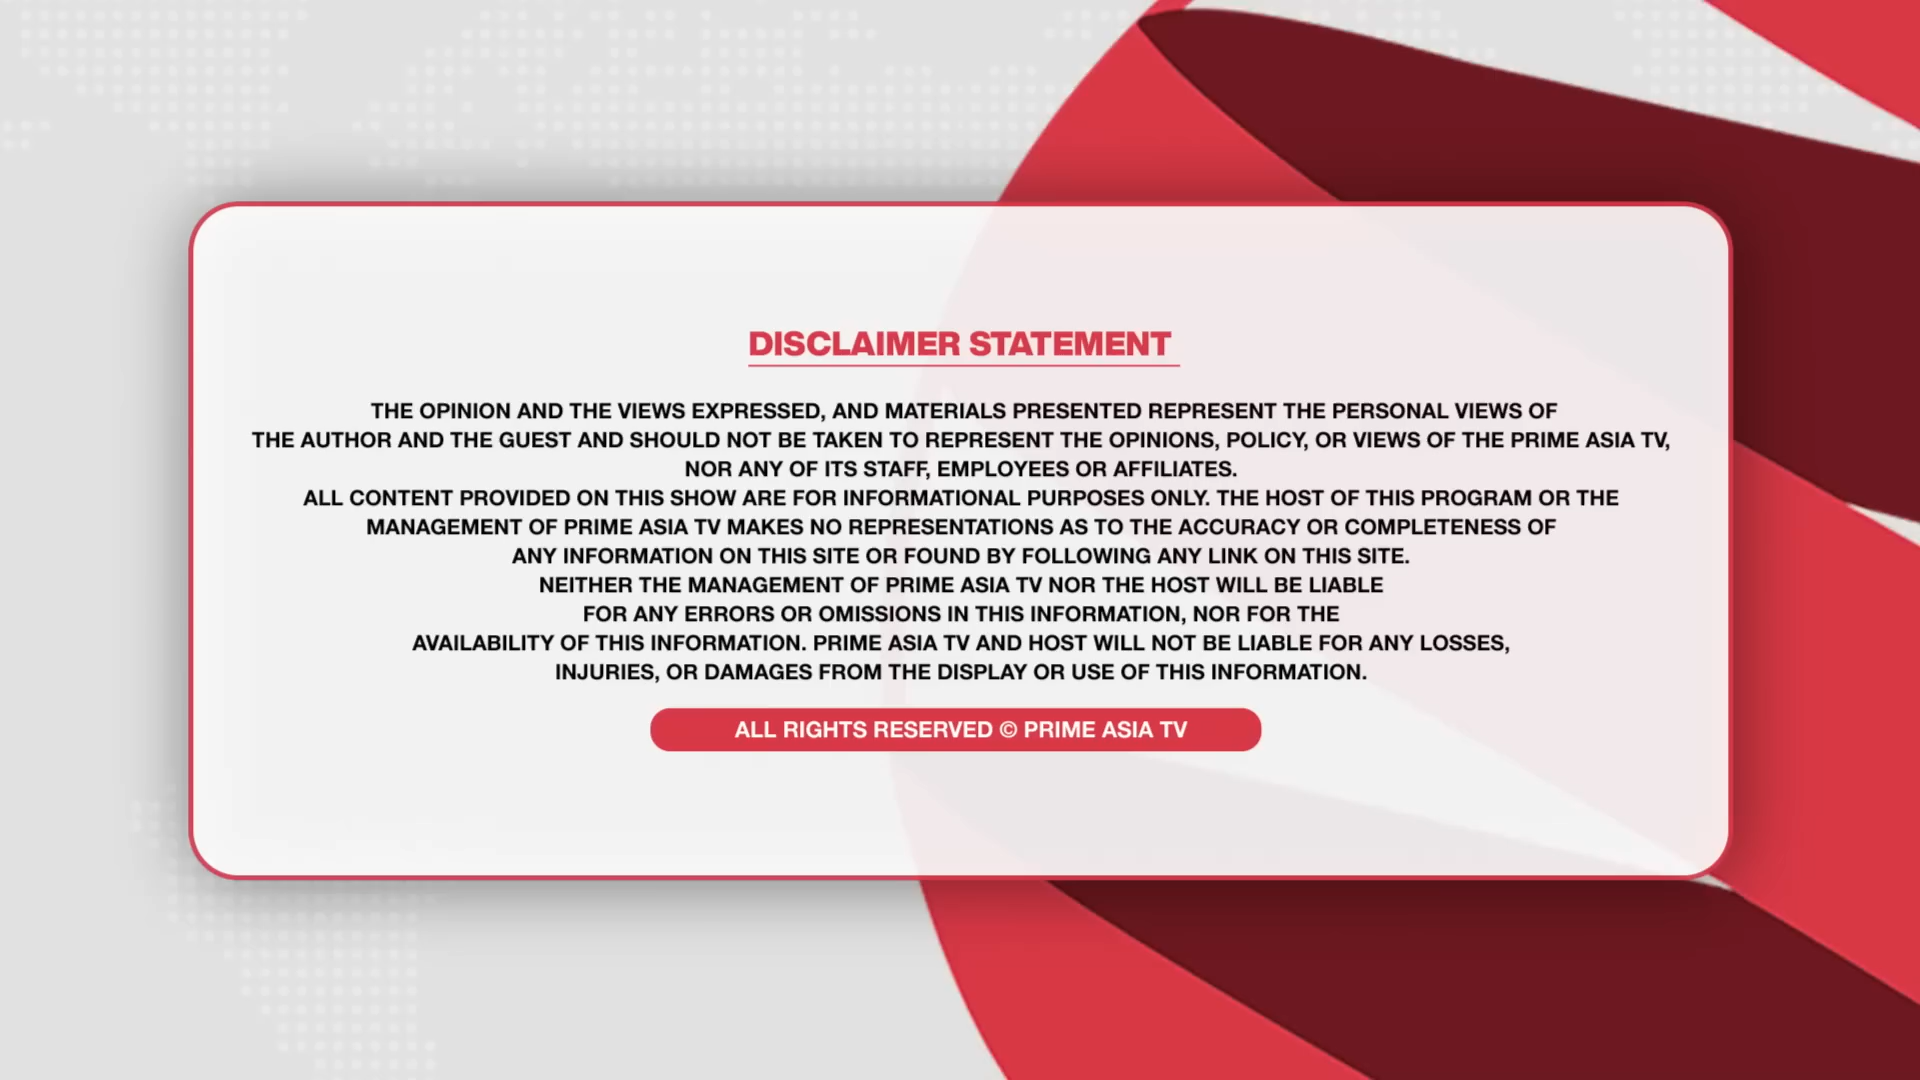 DISCLAIMER STATEMENT
THE OPINION AND THE VIEWS EXPRESSED, AND MATERIALS PRESENTED REPRESENT THE PERSONAL VIEWS OF
THE AUTHOR AND THE GUEST AND SHOULD NOT BE TAKEN TO REPRESENT THE OPINIONS, POLICY, OR VIEWS OF THE PRIME ASIA TV,
NOR ANY OF ITS STAFF, EMPLOYEES OR AFFILIATES.
ALL CONTENT PROVIDED ON THIS SHOW ARE FOR INFORMATIONAL PURPOSES ONLY. THE HOST OF THIS PROGRAM OR THE
MANAGEMENT OF PRIME ASIA TV MAKES NO REPRESENTATIONS AS TO THE ACCURACY OR COMPLETENESS OF
ANY INFORMATION ON THIS SITE OR FOUND BY FOLLOWING ANY LINK ON THIS SITE.
NEITHER THE MANAGEMENT OF PRIME ASIA TV NOR THE HOST WILL BE LIABLE
FOR ANY ERRORS OR OMISSIONS IN THIS INFORMATION, NOR FOR THE
AVAILABILITY OF THIS INFORMATION. PRIME ASIA TV AND HOST WILL NOT BE LIABLE FOR ANY LOSSES,
INJURIES, OR DAMAGES FROM THE DISPLAY OR USE OF THIS INFORMATION.
ALL RIGHTS RESERVED © PRIME ASIA TV